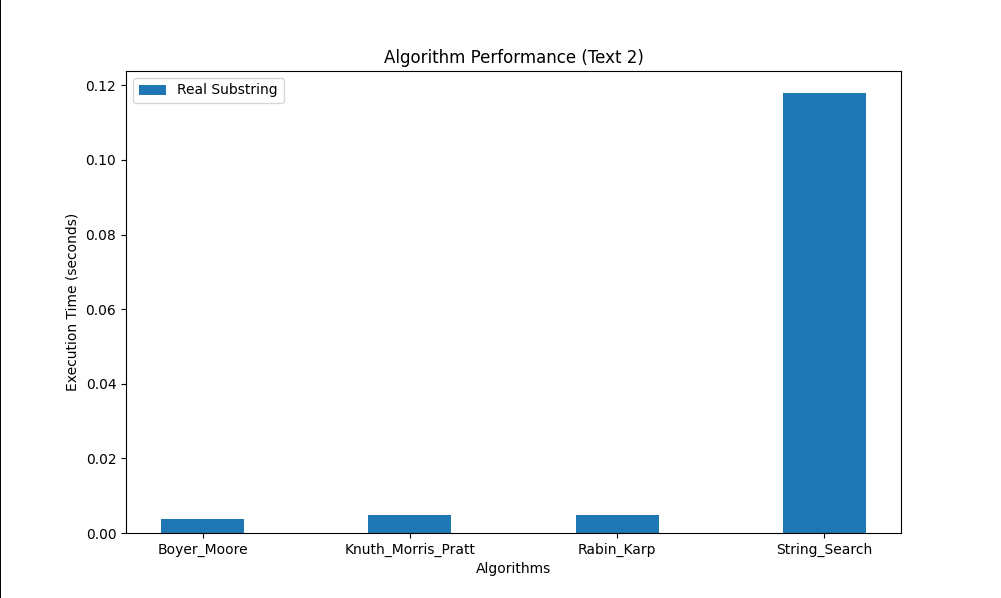 Algorithm Performance (Text 2)
Real Substring
Execution Time (seconds)
0.12
0.10
0.08
0.06
0.04
0.02
0.00
Boyer_Moore
Knuth_Morris_Pratt
Rabin_Karp
String_Search
Algorithms